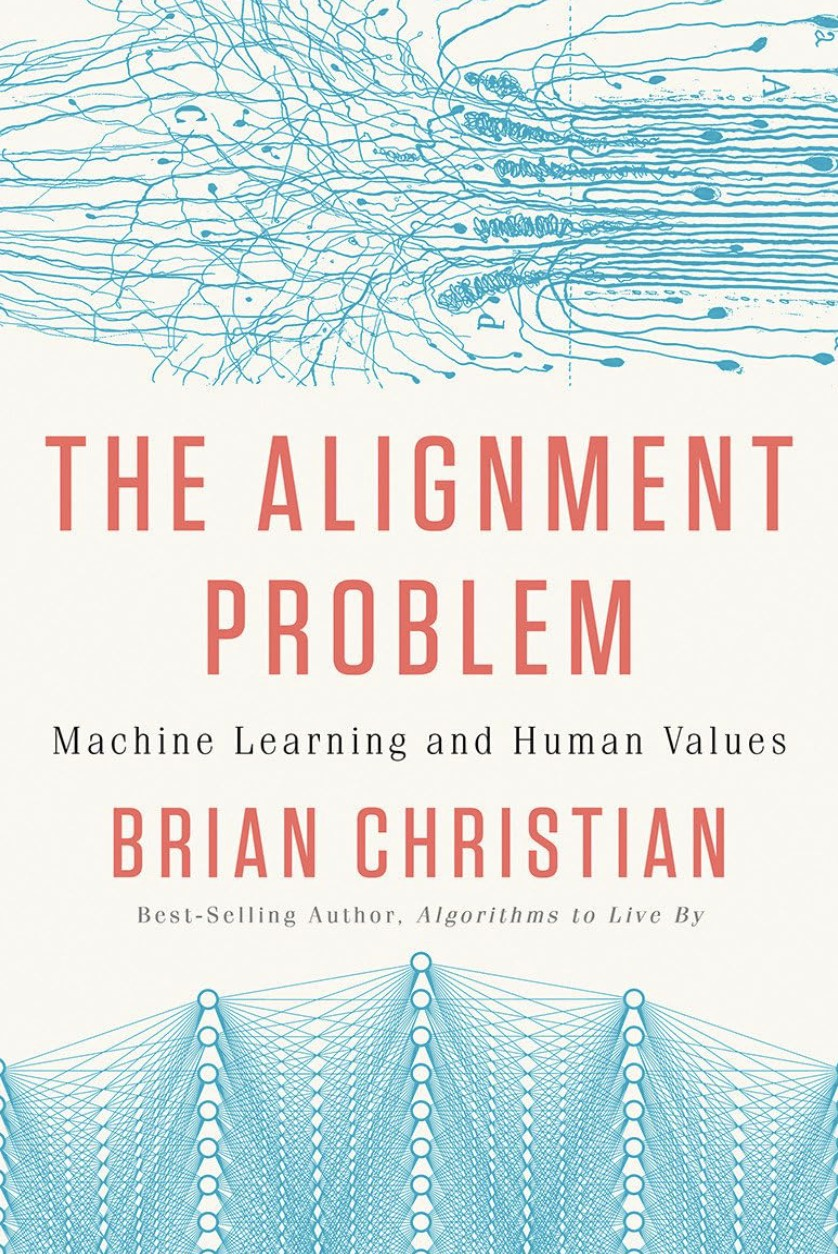 a
A
C
P
THE ALIGNMENT
PROBLEM
Machine Learning and Human Values
BRIAN CHRISTIAN
Best-Selling Author, Algorithms to Live By